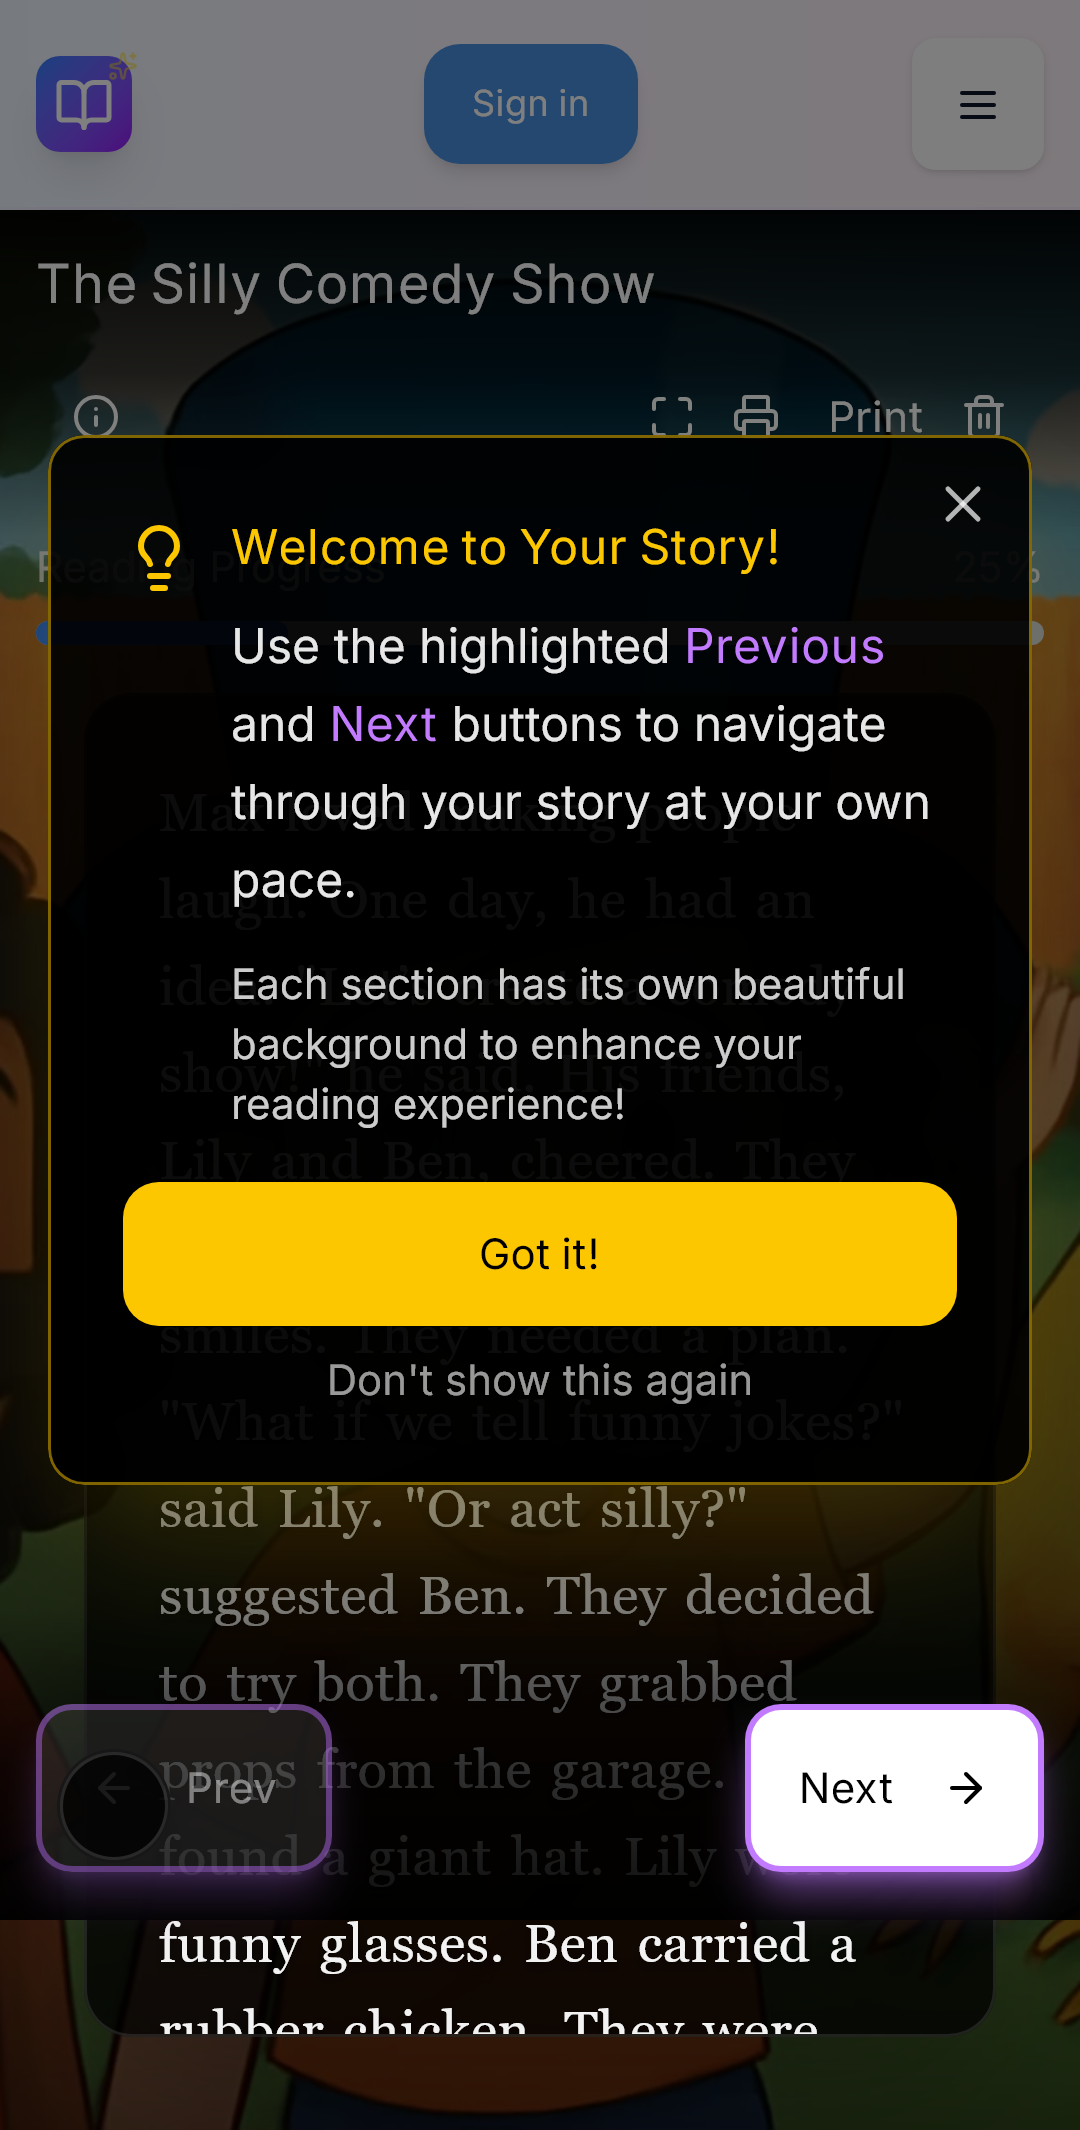 Sign in
The Silly Comedy Show
Print
Welcome to Your Story!
Reading Progress
25%
Use the highlighted Previous
and Next buttons to navigate
through your story at your own
pace.
Each section has its own beautiful
background to enhance your
reading experience!
Got it!
Don't show this again
Max loved making people
laugh. One day, he had an
idea. "Let's create a comedy
show!" he said. His friends,
Lily and Ben, cheered. They
smiles. They needed a plan.
"What if we tell funny jokes?"
said Lily. "Or act silly?"
suggested Ben. They decided
to try both. They grabbed
props from the garage.
found a giant hat. Lily
funny glasses. Ben carried a
rubber chicken. They were
Prev
Next